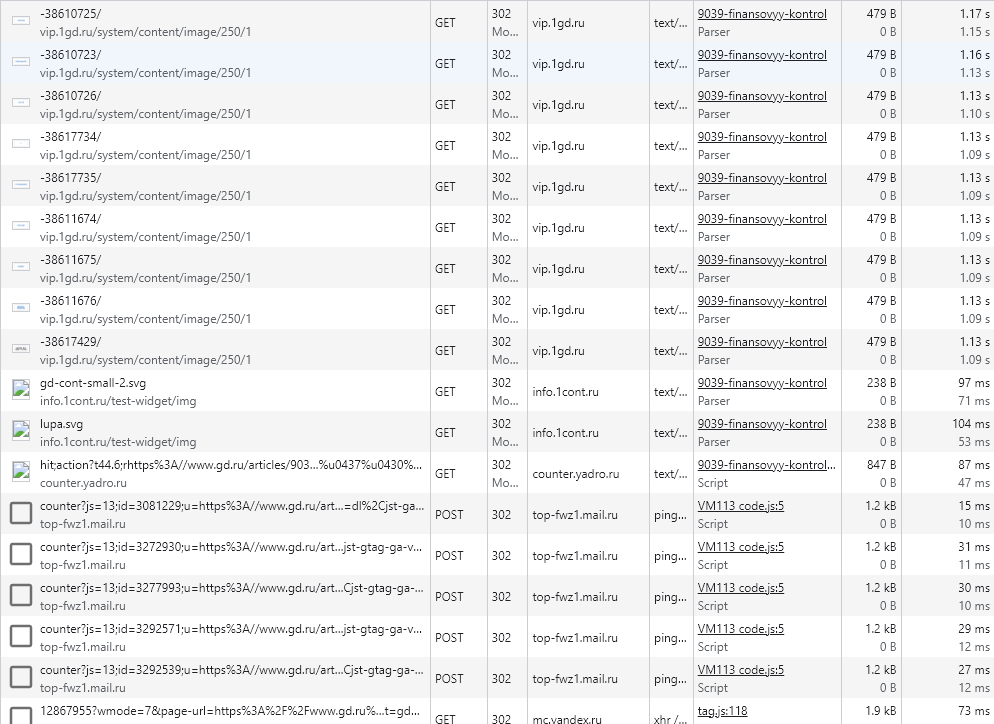 -38610725/ GET 302 vip.1gd.ru text/... 9039-finansovyy-kontrol 479 B 1.17 s
vip.1gd.ru/system/content/image/250/1 Mo... Parser 0 B 1.15 s
-38610723/ GET 302 vip.1gd.ru text/... 9039-finansovyy-kontrol 479 B 1.16 s
vip.1gd.ru/system/content/image/250/1 Mo... Parser 0 B 1.13 s
-38610726/ GET 302 vip.1gd.ru text/... 9039-finansovyy-kontrol 479 B 1.13 s
vip.1gd.ru/system/content/image/250/1 Mo... Parser 0 B 1.10 s
-38617734/ GET 302 vip.1gd.ru text/... 9039-finansovyy-kontrol 479 B 1.13 s
vip.1gd.ru/system/content/image/250/1 Mo... Parser 0 B 1.09 s
-38617735/ GET 302 vip.1gd.ru text/... 9039-finansovyy-kontrol 479 B 1.13 s
vip.1gd.ru/system/content/image/250/1 Mo... Parser 0 B 1.09 s
-38611674/ GET 302 vip.1gd.ru text/... 9039-finansovyy-kontrol 479 B 1.13 s
vip.1gd.ru/system/content/image/250/1 Mo... Parser 0 B 1.09 s
-38611675/ GET 302 vip.1gd.ru text/... 9039-finansovyy-kontrol 479 B 1.13 s
vip.1gd.ru/system/content/image/250/1 Mo... Parser 0 B 1.09 s
-38611676/ GET 302 vip.1gd.ru text/... 9039-finansovyy-kontrol 479 B 1.13 s
vip.1gd.ru/system/content/image/250/1 Mo... Parser 0 B 1.09 s
-38617429/ GET 302 vip.1gd.ru text/... 9039-finansovyy-kontrol 479 B 1.13 s
vip.1gd.ru/system/content/image/250/1 Mo... Parser 0 B 1.09 s
gd-cont-small-2.svg GET 302 info.1cont.ru text/... 9039-finansovyy-kontrol 238 B 97 ms
info.1cont.ru/test-widget/img Mo... Parser 0 B 71 ms
lupa.svg GET 302 info.1cont.ru text/... 9039-finansovyy-kontrol 238 B 104 ms
info.1cont.ru/test-widget/img Mo... Parser 0 B 53 ms
hit;action?t44.6;rhttps%3A//www.gd.ru/articles/903...%u0437%u0430%... GET 302 counter.yadro.ru text/... 9039-finansovyy-kontrol... 847 B 87 ms
counter.yadro.ru Mo... Script 0 B 47 ms
counter?js=13;id=3081229;u=https%3A//www.gd.ru/art...=dl%2Cjst-ga... POST 302 top-fwz1.mail.ru ping... VM113 code.js:5 1.2 kB 15 ms
top-fwz1.mail.ru Script 0 B 10 ms
counter?js=13;id=3272930;u=https%3A//www.gd.ru/art...jst-gtag-ga-v... POST 302 top-fwz1.mail.ru ping... VM113 code.js:5 1.2 kB 31 ms
top-fwz1.mail.ru Script 0 B 11 ms
counter?js=13;id=3277993;u=https%3A//www.gd.ru/art...Cjst-gtag-ga-... POST 302 top-fwz1.mail.ru ping... VM113 code.js:5 1.2 kB 30 ms
top-fwz1.mail.ru Script 0 B 10 ms
counter?js=13;id=3292571;u=https%3A//www.gd.ru/art...jst-gtag-ga-v... POST 302 top-fwz1.mail.ru ping... VM113 code.js:5 1.2 kB 29 ms
top-fwz1.mail.ru Script 0 B 12 ms
counter?js=13;id=3292539;u=https%3A//www.gd.ru/art...Cjst-gtag-ga-... POST 302 top-fwz1.mail.ru ping... VM113 code.js:5 1.2 kB 27 ms
top-fwz1.mail.ru Script 0 B 12 ms
12867955?wmode=7&page-url=https%3A%2F%2Fwww.gd.ru%...t=gd... GET 302 mc.yandex.ru xhr /... tag.js:118 1.9 kB 73 ms